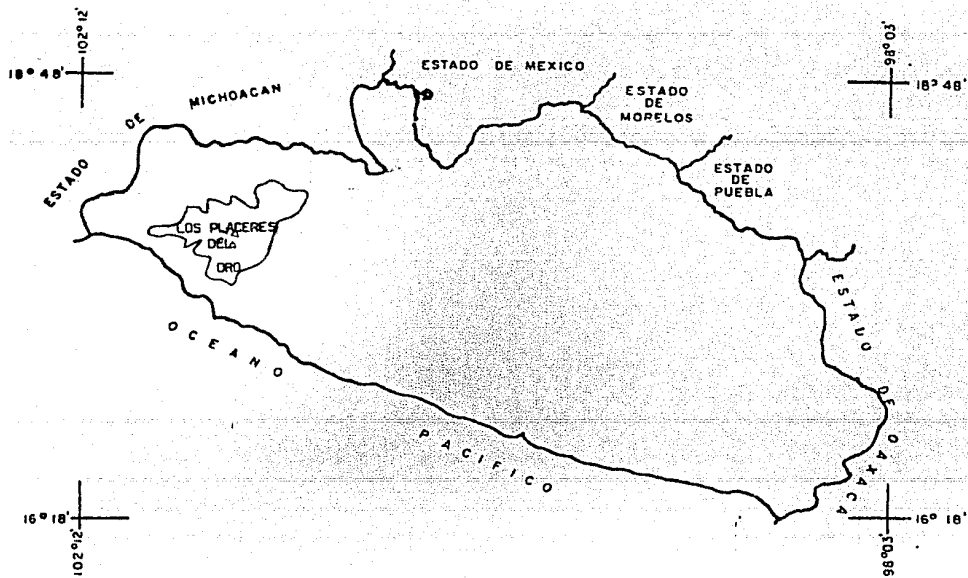 102° 12'
98° 03'
18° 48'
18° 48'
ESTADO DE MEXICO
ESTADO DE MICHOACAN
ESTADO
DE
MORELOS
ESTADO
DE
PUEBLA
LOS PLACERES
DEL
ORO
ESTADO DE OAXACA
OCEANO PACIFICO
16° 18'
16° 18'
102° 12'
98° 03'